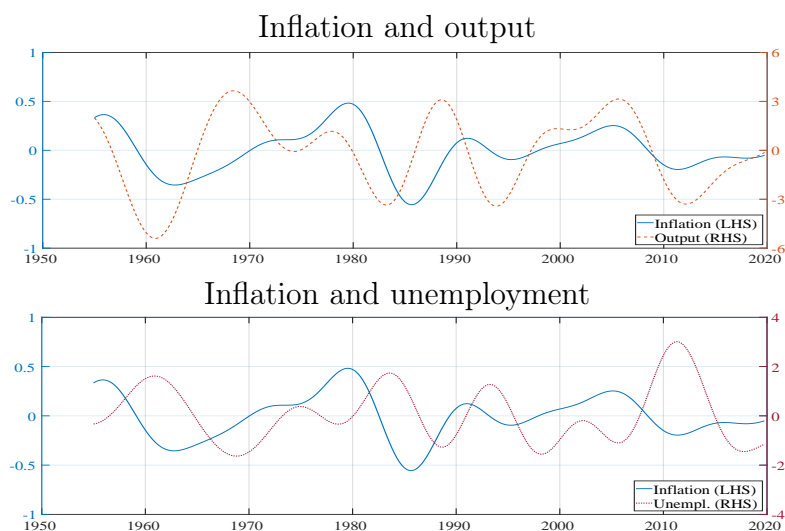 Inflation and output
1 6
0.5 3
0 0
-0.5 -3
Inflation (LHS)
Output (RHS)
-1 -6
1950 1960 1970 1980 1990 2000 2010 2020
Inflation and unemployment
1 4
0.5 2
0 0
-0.5 -2
Inflation (LHS)
Unempl. (RHS)
-1 -4
1950 1960 1970 1980 1990 2000 2010 2020